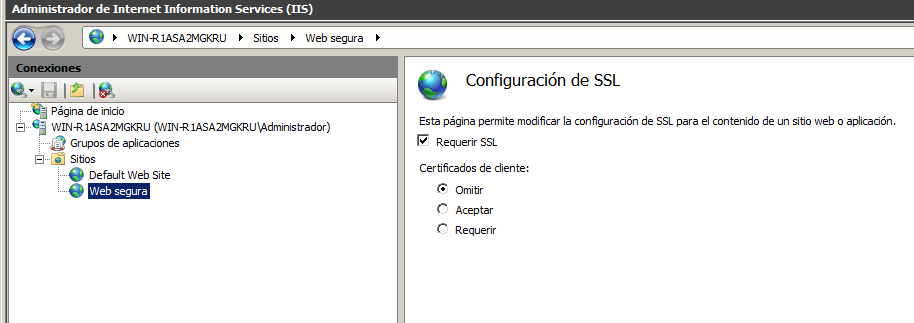 Administrador de Internet Information Services (IIS)
WIN-R1ASA2MGKRU Sitios Web segura
Conexiones
Página de inicio
WIN-R1ASA2MGKRU (WIN-R1ASA2MGKRU\Administrador)
Grupos de aplicaciones
Sitios
Default Web Site
Web segura
Configuración de SSL
Esta página permite modificar la configuración de SSL para el contenido de un sitio web o aplicación.
Requerir SSL
Certificados de cliente:
Omitir
Aceptar
Requerir